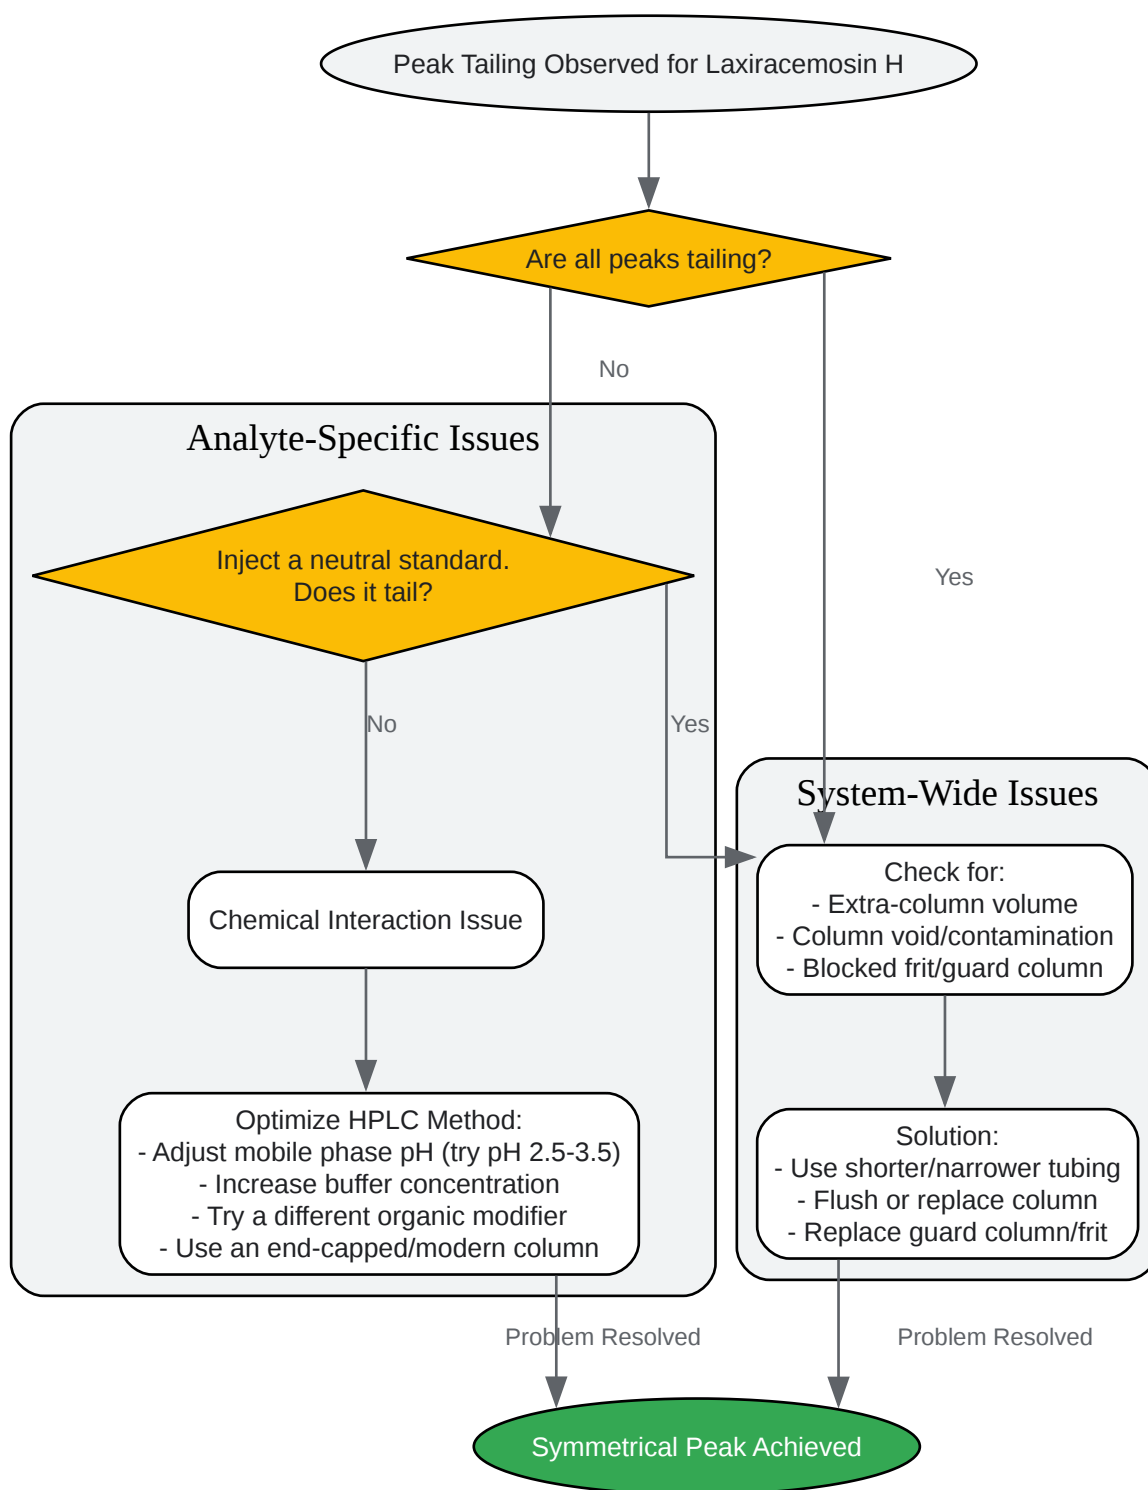 Peak Tailing Observed for Laxiracemosin H
Are all peaks tailing?
No
Yes
Analyte-Specific Issues
Inject a neutral standard.
Does it tail?
No
Yes
System-Wide Issues
Check for:
- Extra-column volume
- Column void/contamination
- Blocked frit/guard column
Chemical Interaction Issue
Optimize HPLC Method:
- Adjust mobile phase pH (try pH 2.5-3.5)
- Increase buffer concentration
- Try a different organic modifier
- Use an end-capped/modern column
Solution:
- Use shorter/narrower tubing
- Flush or replace column
- Replace guard column/frit
Problem Resolved
Problem Resolved
Symmetrical Peak Achieved